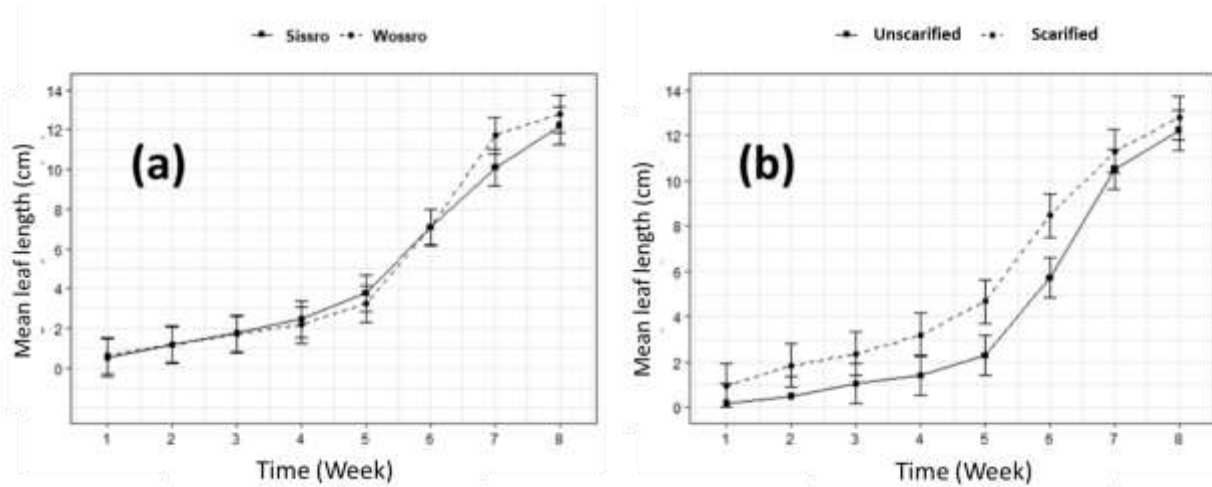 Sissro Wossro
(a)
Mean leaf length (cm)
14
12
10
8
6
4
2
0
1 2 3 4 5 6 7 8
Time (Week)
Unscarified Scarified
(b)
Mean leaf length (cm)
14
12
10
8
6
4
2
0
1 2 3 4 5 6 7 8
Time (Week)